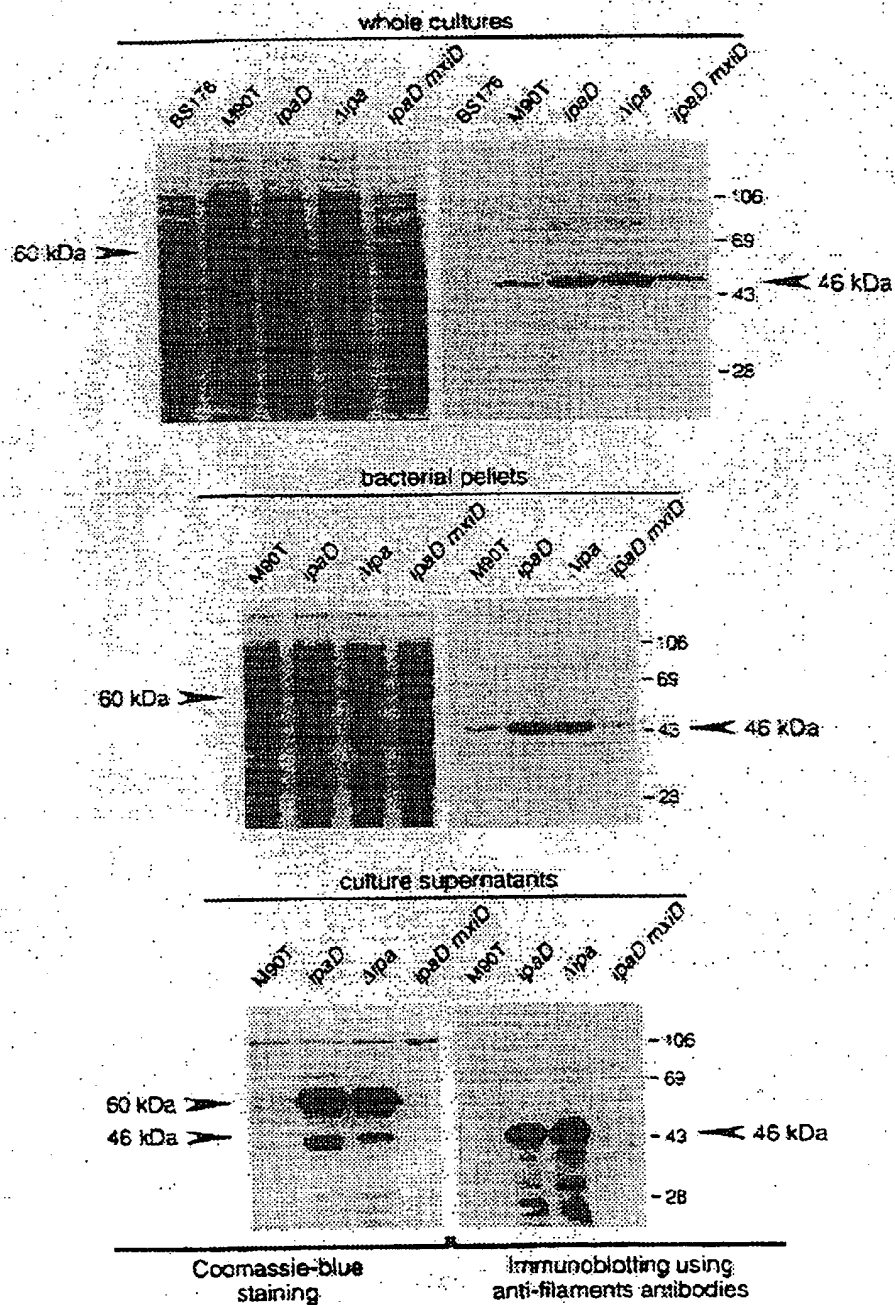 whole cultures
BS176 M90T ipaD Δipa ipaD mxiD BS176 M90T ipaD Δipa ipaD mxiD
- 106
- 69
60 kDa
46 kDa
- 43
- 28
bacterial pellets
M90T ipaD Δipa ipaD mxiD M90T ipaD Δipa ipaD mxiD
- 106
- 69
60 kDa
- 43 46 kDa
- 28
culture supernatants
M90T ipaD Δipa ipaD mxiD M90T ipaD Δipa ipaD mxiD
- 106
- 69
60 kDa
46 kDa - 43 46 kDa
- 28
Coomassie-blue staining
Immunoblotting using anti-filaments antibodies